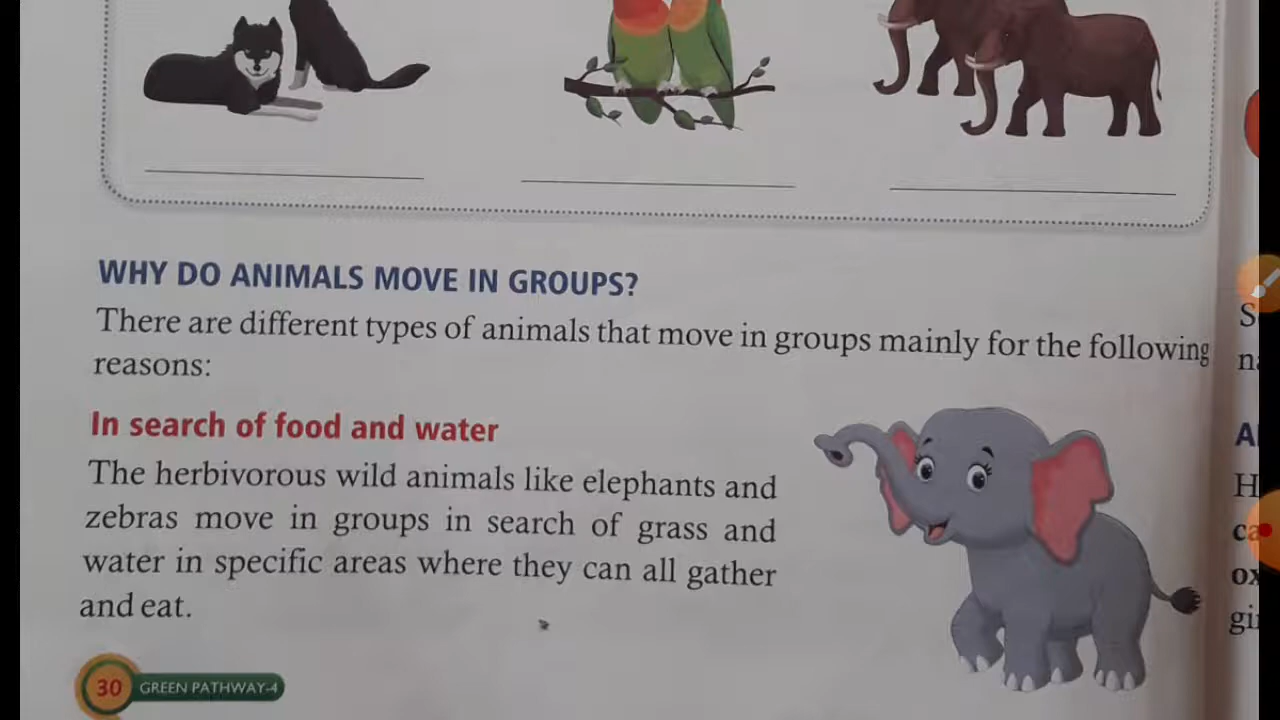 WHY DO ANIMALS MOVE IN GROUPS?
There are different types of animals that move in groups mainly for the following
reasons:
In search of food and water
The herbivorous wild animals like elephants and
zebras move in groups in search of grass and
water in specific areas where they can all gather
and eat.
30 GREEN PATHWAY-4